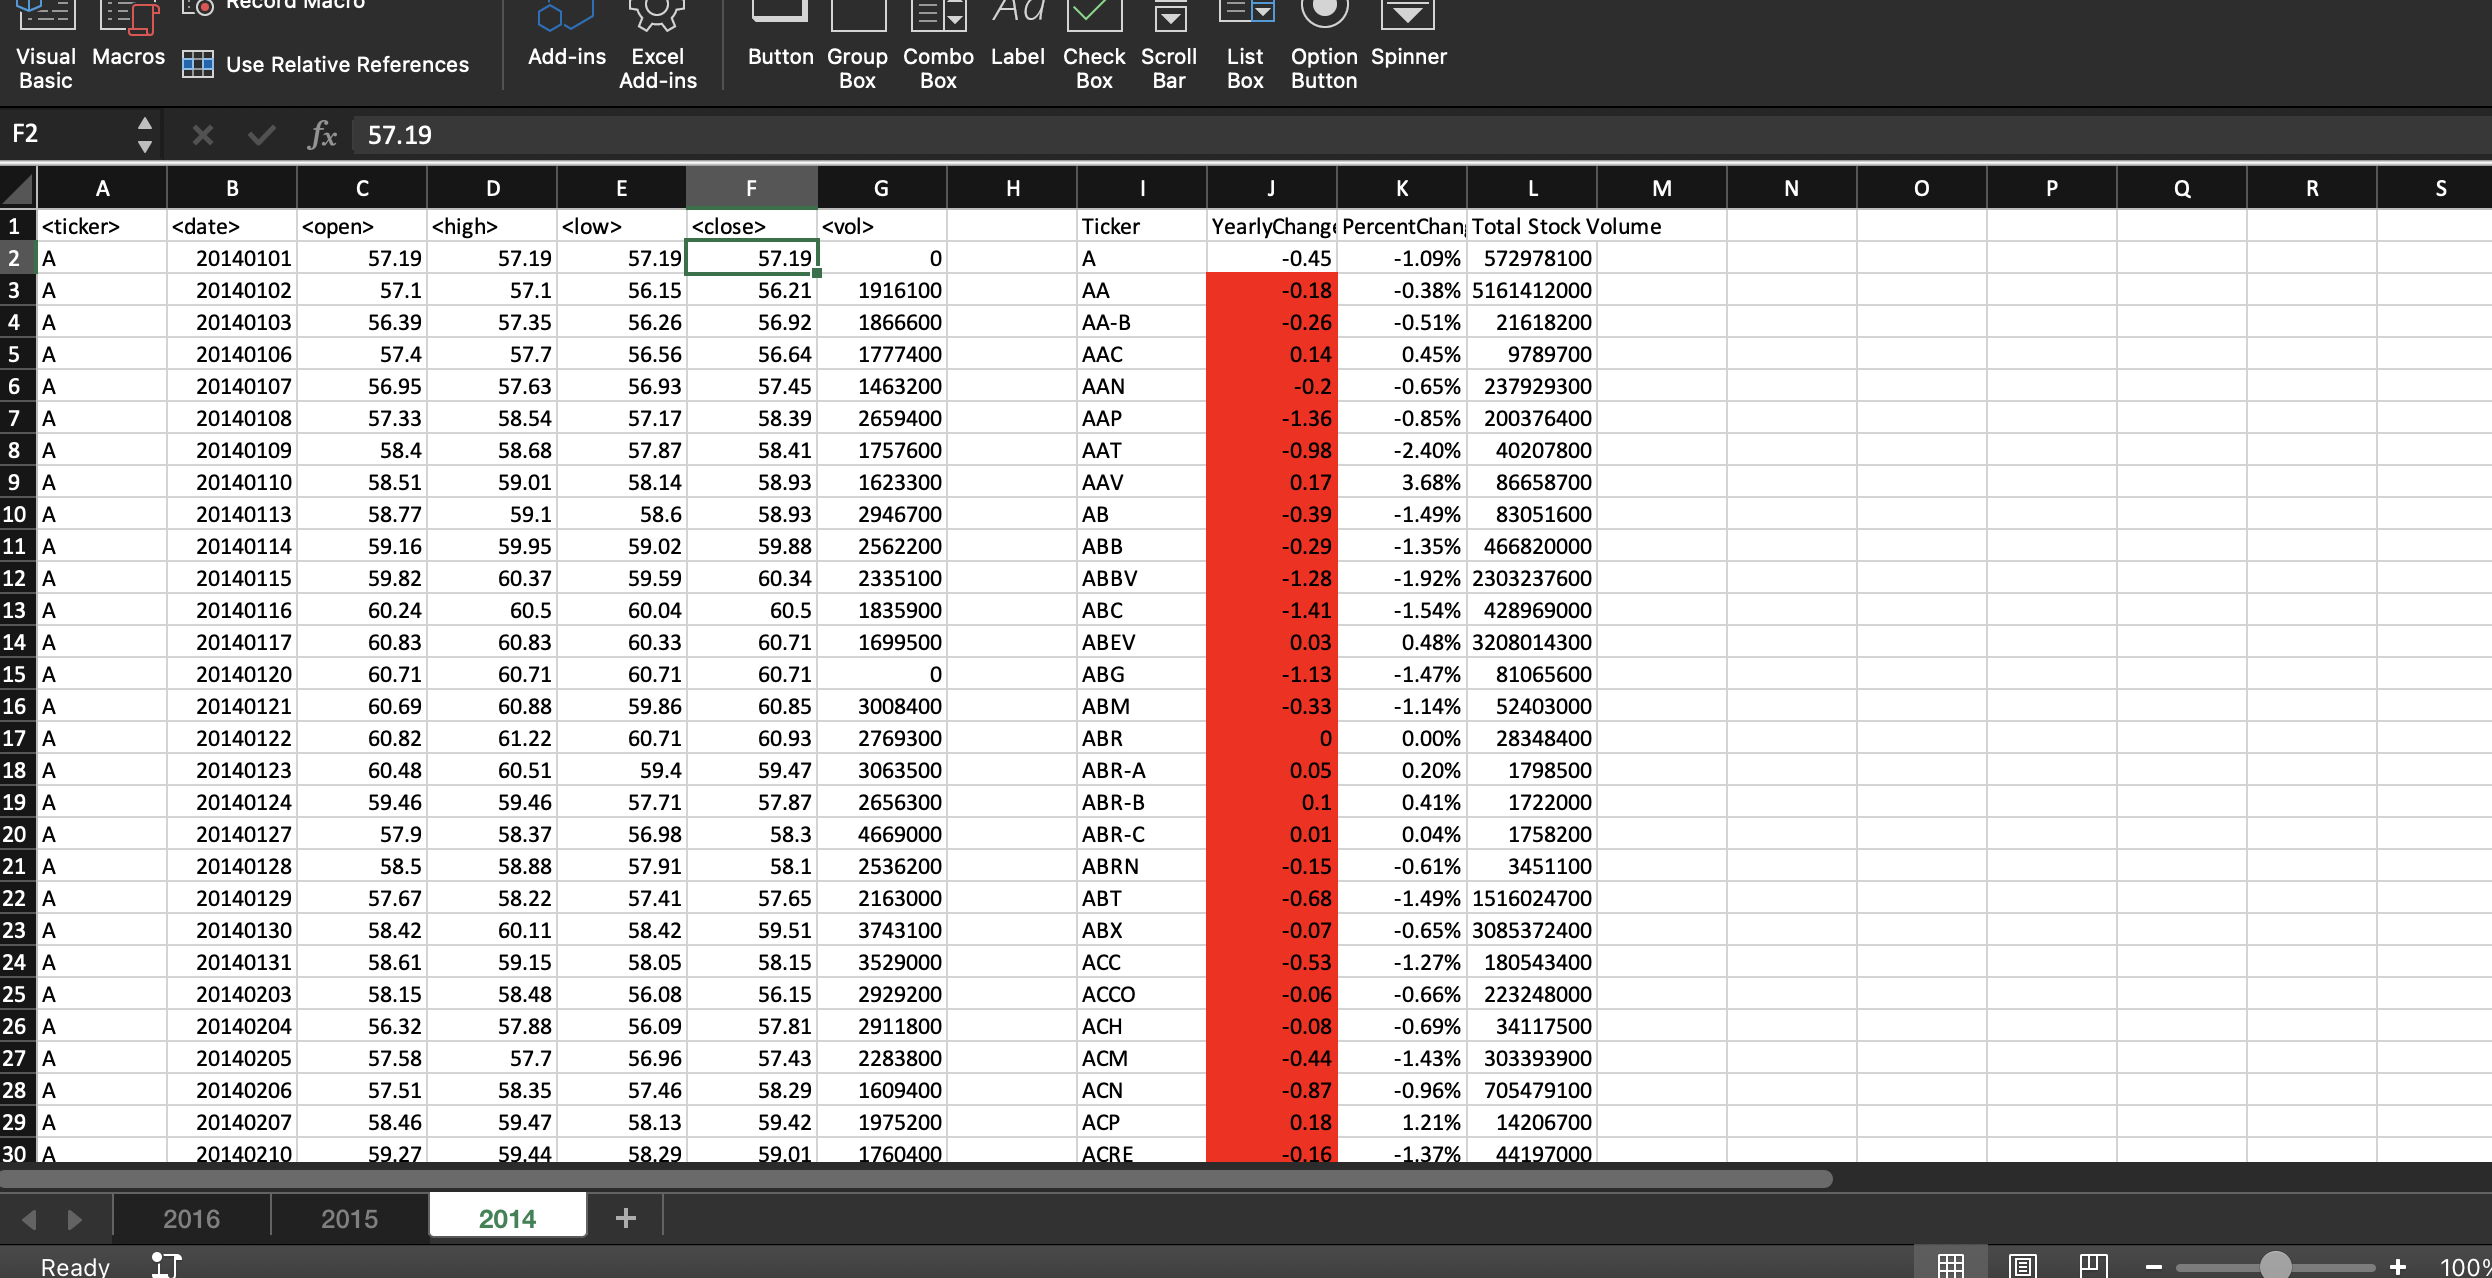 Record Macro
Visual Basic Macros Use Relative References Add-ins Excel Add-ins Button Group Box Combo Box Label Check Box Scroll Bar List Box Option Button Spinner
F2 fx 57.19
A B C D E F G H I J K L M N O P Q R S
1 <ticker> <date> <open> <high> <low> <close> <vol> Ticker YearlyChange PercentChan Total Stock Volume
2 A 20140101 57.19 57.19 57.19 57.19 0 A -0.45 -1.09% 572978100
3 A 20140102 57.1 57.1 56.15 56.21 1916100 AA -0.18 -0.38% 5161412000
4 A 20140103 56.39 57.35 56.26 56.92 1866600 AA-B -0.26 -0.51% 21618200
5 A 20140106 57.4 57.7 56.56 56.64 1777400 AAC 0.14 0.45% 9789700
6 A 20140107 56.95 57.63 56.93 57.45 1463200 AAN -0.2 -0.65% 237929300
7 A 20140108 57.33 58.54 57.17 58.39 2659400 AAP -1.36 -0.85% 200376400
8 A 20140109 58.4 58.68 57.87 58.41 1757600 AAT -0.98 -2.40% 40207800
9 A 20140110 58.51 59.01 58.14 58.93 1623300 AAV 0.17 3.68% 86658700
10 A 20140113 58.77 59.1 58.6 58.93 2946700 AB -0.39 -1.49% 83051600
11 A 20140114 59.16 59.95 59.02 59.88 2562200 ABB -0.29 -1.35% 466820000
12 A 20140115 59.82 60.37 59.59 60.34 2335100 ABBV -1.28 -1.92% 2303237600
13 A 20140116 60.24 60.5 60.04 60.5 1835900 ABC -1.41 -1.54% 428969000
14 A 20140117 60.83 60.83 60.33 60.71 1699500 ABEV 0.03 0.48% 3208014300
15 A 20140120 60.71 60.71 60.71 60.71 0 ABG -1.13 -1.47% 81065600
16 A 20140121 60.69 60.88 59.86 60.85 3008400 ABM -0.33 -1.14% 52403000
17 A 20140122 60.82 61.22 60.71 60.93 2769300 ABR 0 0.00% 28348400
18 A 20140123 60.48 60.51 59.4 59.47 3063500 ABR-A 0.05 0.20% 1798500
19 A 20140124 59.46 59.46 57.71 57.87 2656300 ABR-B 0.1 0.41% 1722000
20 A 20140127 57.9 58.37 56.98 58.3 4669000 ABR-C 0.01 0.04% 1758200
21 A 20140128 58.5 58.88 57.91 58.1 2536200 ABRN -0.15 -0.61% 3451100
22 A 20140129 57.67 58.22 57.41 57.65 2163000 ABT -0.68 -1.49% 1516024700
23 A 20140130 58.42 60.11 58.42 59.51 3743100 ABX -0.07 -0.65% 3085372400
24 A 20140131 58.61 59.15 58.05 58.15 3529000 ACC -0.53 -1.27% 180543400
25 A 20140203 58.15 58.48 56.08 56.15 2929200 ACCO -0.06 -0.66% 223248000
26 A 20140204 56.32 57.88 56.09 57.81 2911800 ACH -0.08 -0.69% 34117500
27 A 20140205 57.58 57.7 56.96 57.43 2283800 ACM -0.44 -1.43% 303393900
28 A 20140206 57.51 58.35 57.46 58.29 1609400 ACN -0.87 -0.96% 705479100
29 A 20140207 58.46 59.47 58.13 59.42 1975200 ACP 0.18 1.21% 14206700
30 A 20140210 59.27 59.44 58.29 59.01 1760400 ACRE -0.16 -1.37% 44197000
2016 2015 2014 +
Ready 100%